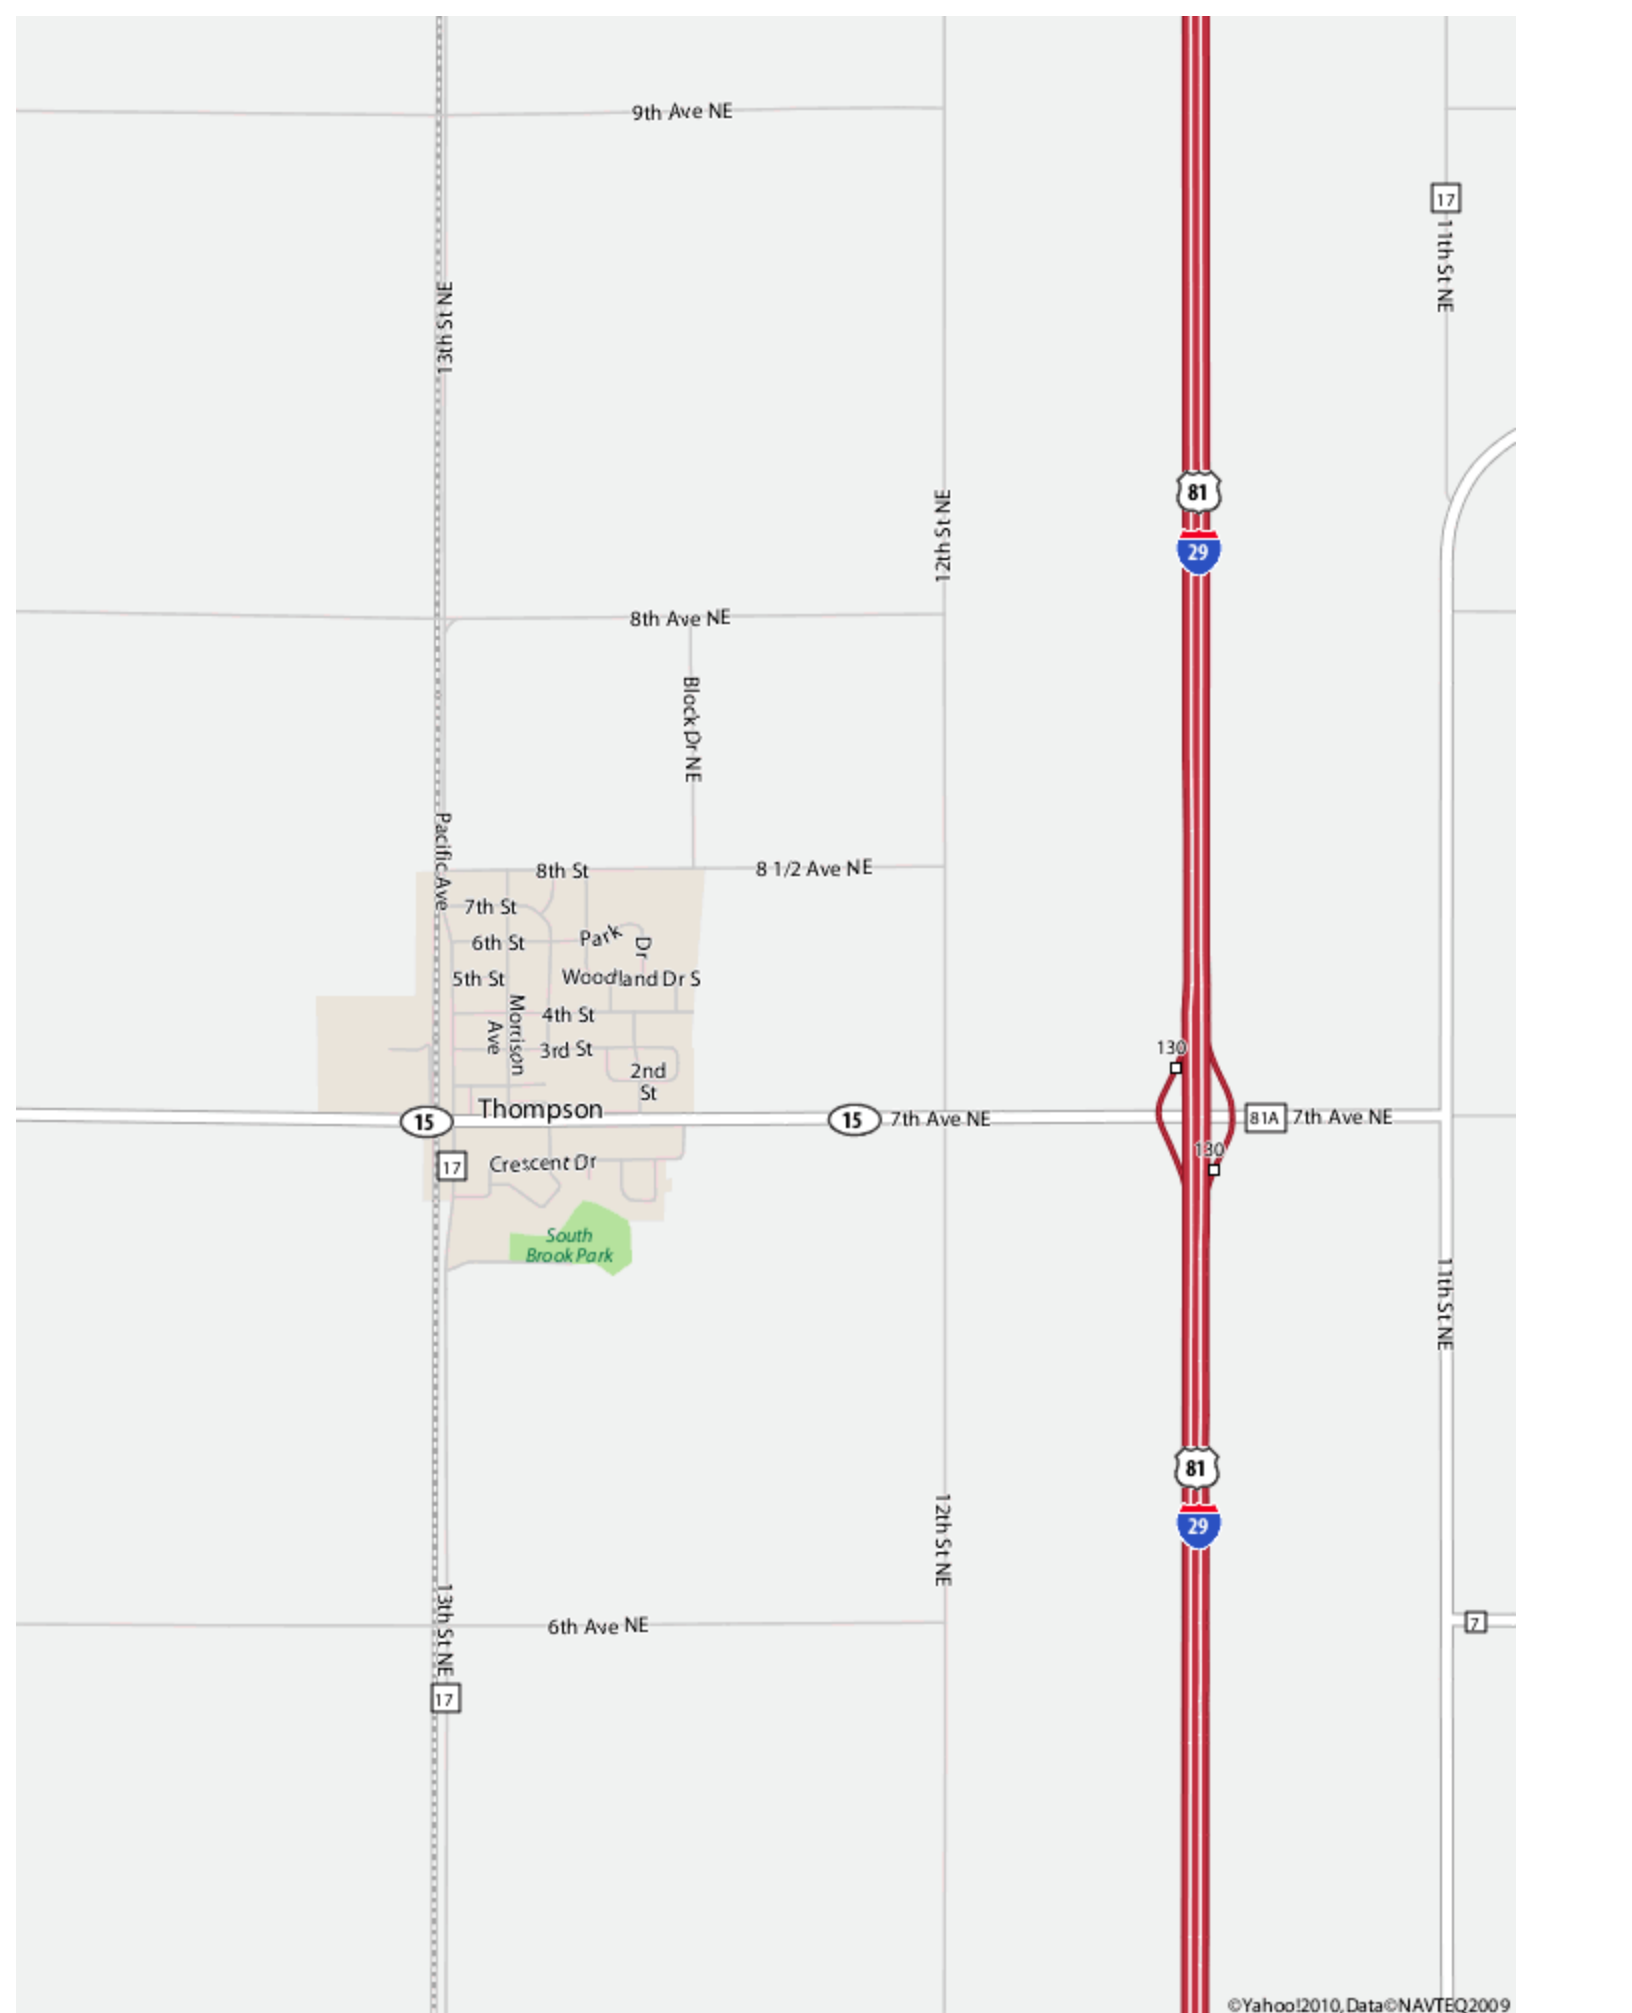 9th Ave NE
17
11th St NE
13th St NE
81
12th St NE
29
8th Ave NE
Block Dr NE
Pacific Ave
8th St
8 1/2 Ave NE
7th St
6th St
Park
Dr
5th St
Woodland Dr S
Morrison
Ave
4th St
3rd St
130
2nd
St
Thompson
15
15
7th Ave NE
81A
7th Ave NE
130
17
Crescent Dr
South
Brook Park
11th St NE
81
12th St NE
29
13th St NE
6th Ave NE
7
17
©Yahoo!2010, Data©NAVTEQ2009